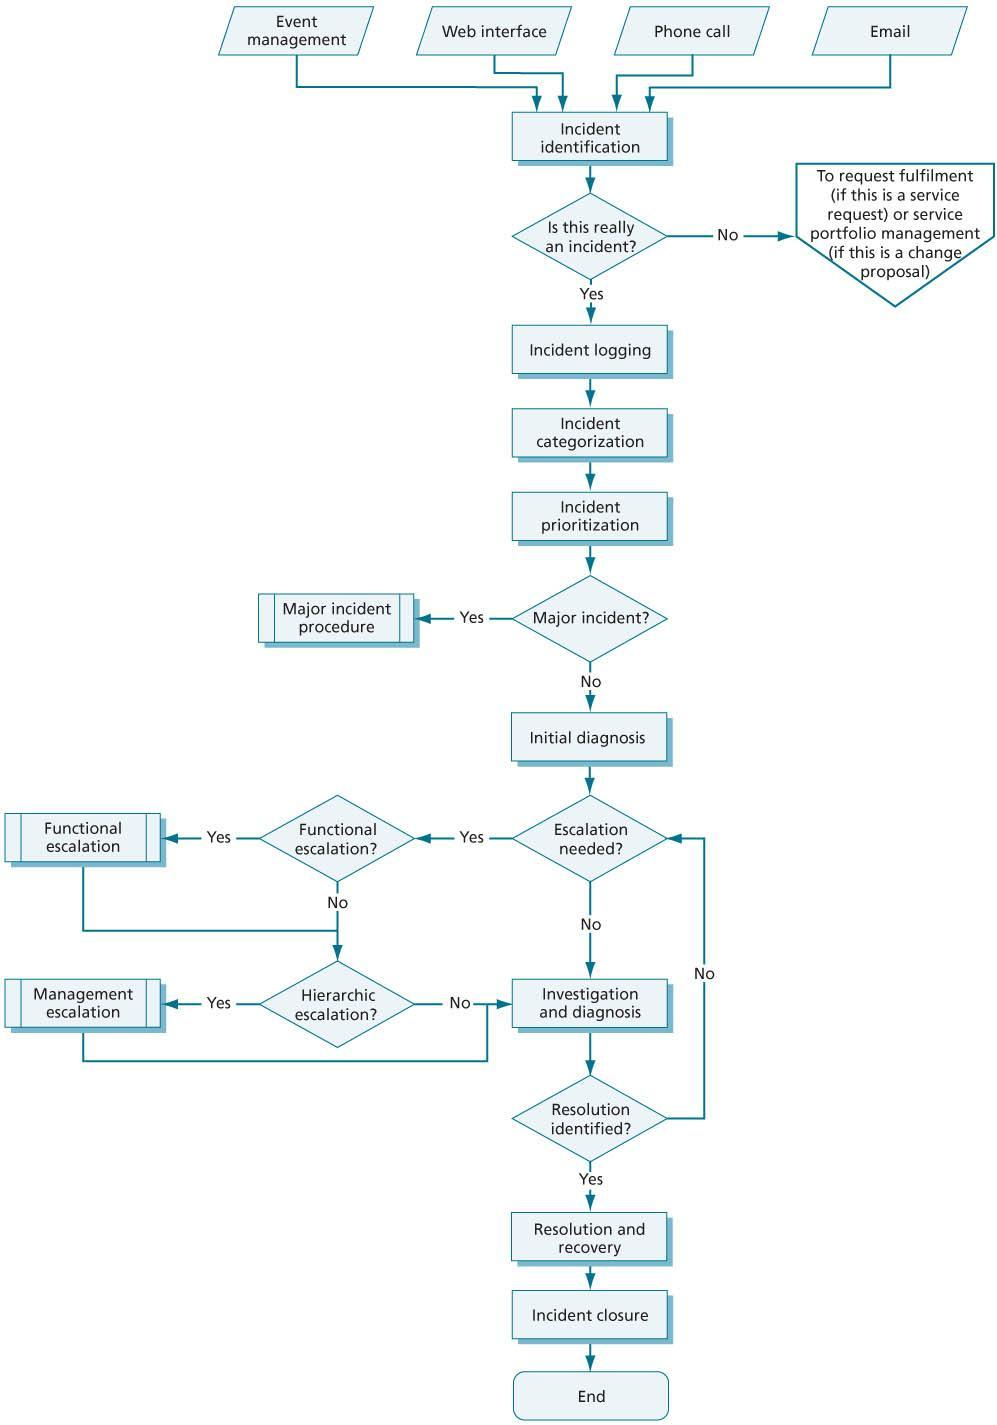 Event
management
Web interface
Phone call
Email
Incident
identification
Is this really
an incident?
No
To request fulfilment
(if this is a service
request) or service
portfolio management
(if this is a change
proposal)
Yes
Incident logging
Incident
categorization
Incident
prioritization
Major incident?
Yes
Major incident
procedure
No
Initial diagnosis
Escalation
needed?
Yes
Functional
escalation?
Yes
Functional
escalation
No
No
Hierarchic
escalation?
Yes
Management
escalation
No
Investigation
and diagnosis
No
Resolution
identified?
Yes
Resolution and
recovery
Incident closure
End